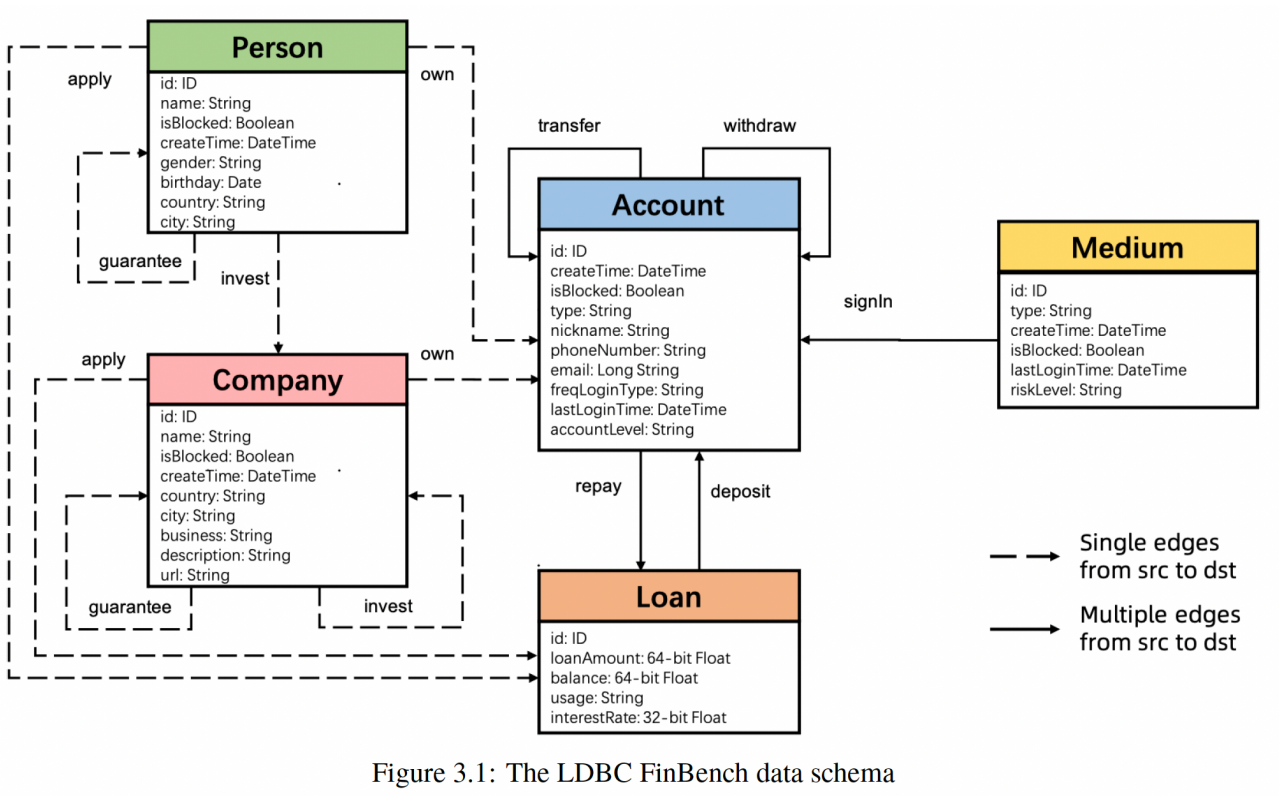 Person
id: ID
name: String
isBlocked: Boolean
createTime: DateTime
gender: String
birthday: Date
country: String
city: String
apply
own
guarantee
invest
Company
id: ID
name: String
isBlocked: Boolean
createTime: DateTime
country: String
city: String
business: String
description: String
url: String
apply
own
guarantee
invest
transfer
withdraw
Account
id: ID
createTime: DateTime
isBlocked: Boolean
type: String
nickname: String
phoneNumber: String
email: Long String
freqLoginType: String
lastLoginTime: DateTime
accountLevel: String
signIn
Medium
id: ID
type: String
createTime: DateTime
isBlocked: Boolean
lastLoginTime: DateTime
riskLevel: String
repay
deposit
Loan
id: ID
loanAmount: 64-bit Float
balance: 64-bit Float
usage: String
interestRate: 32-bit Float
Single edges
from src to dst
Multiple edges
from src to dst
Figure 3.1: The LDBC FinBench data schema